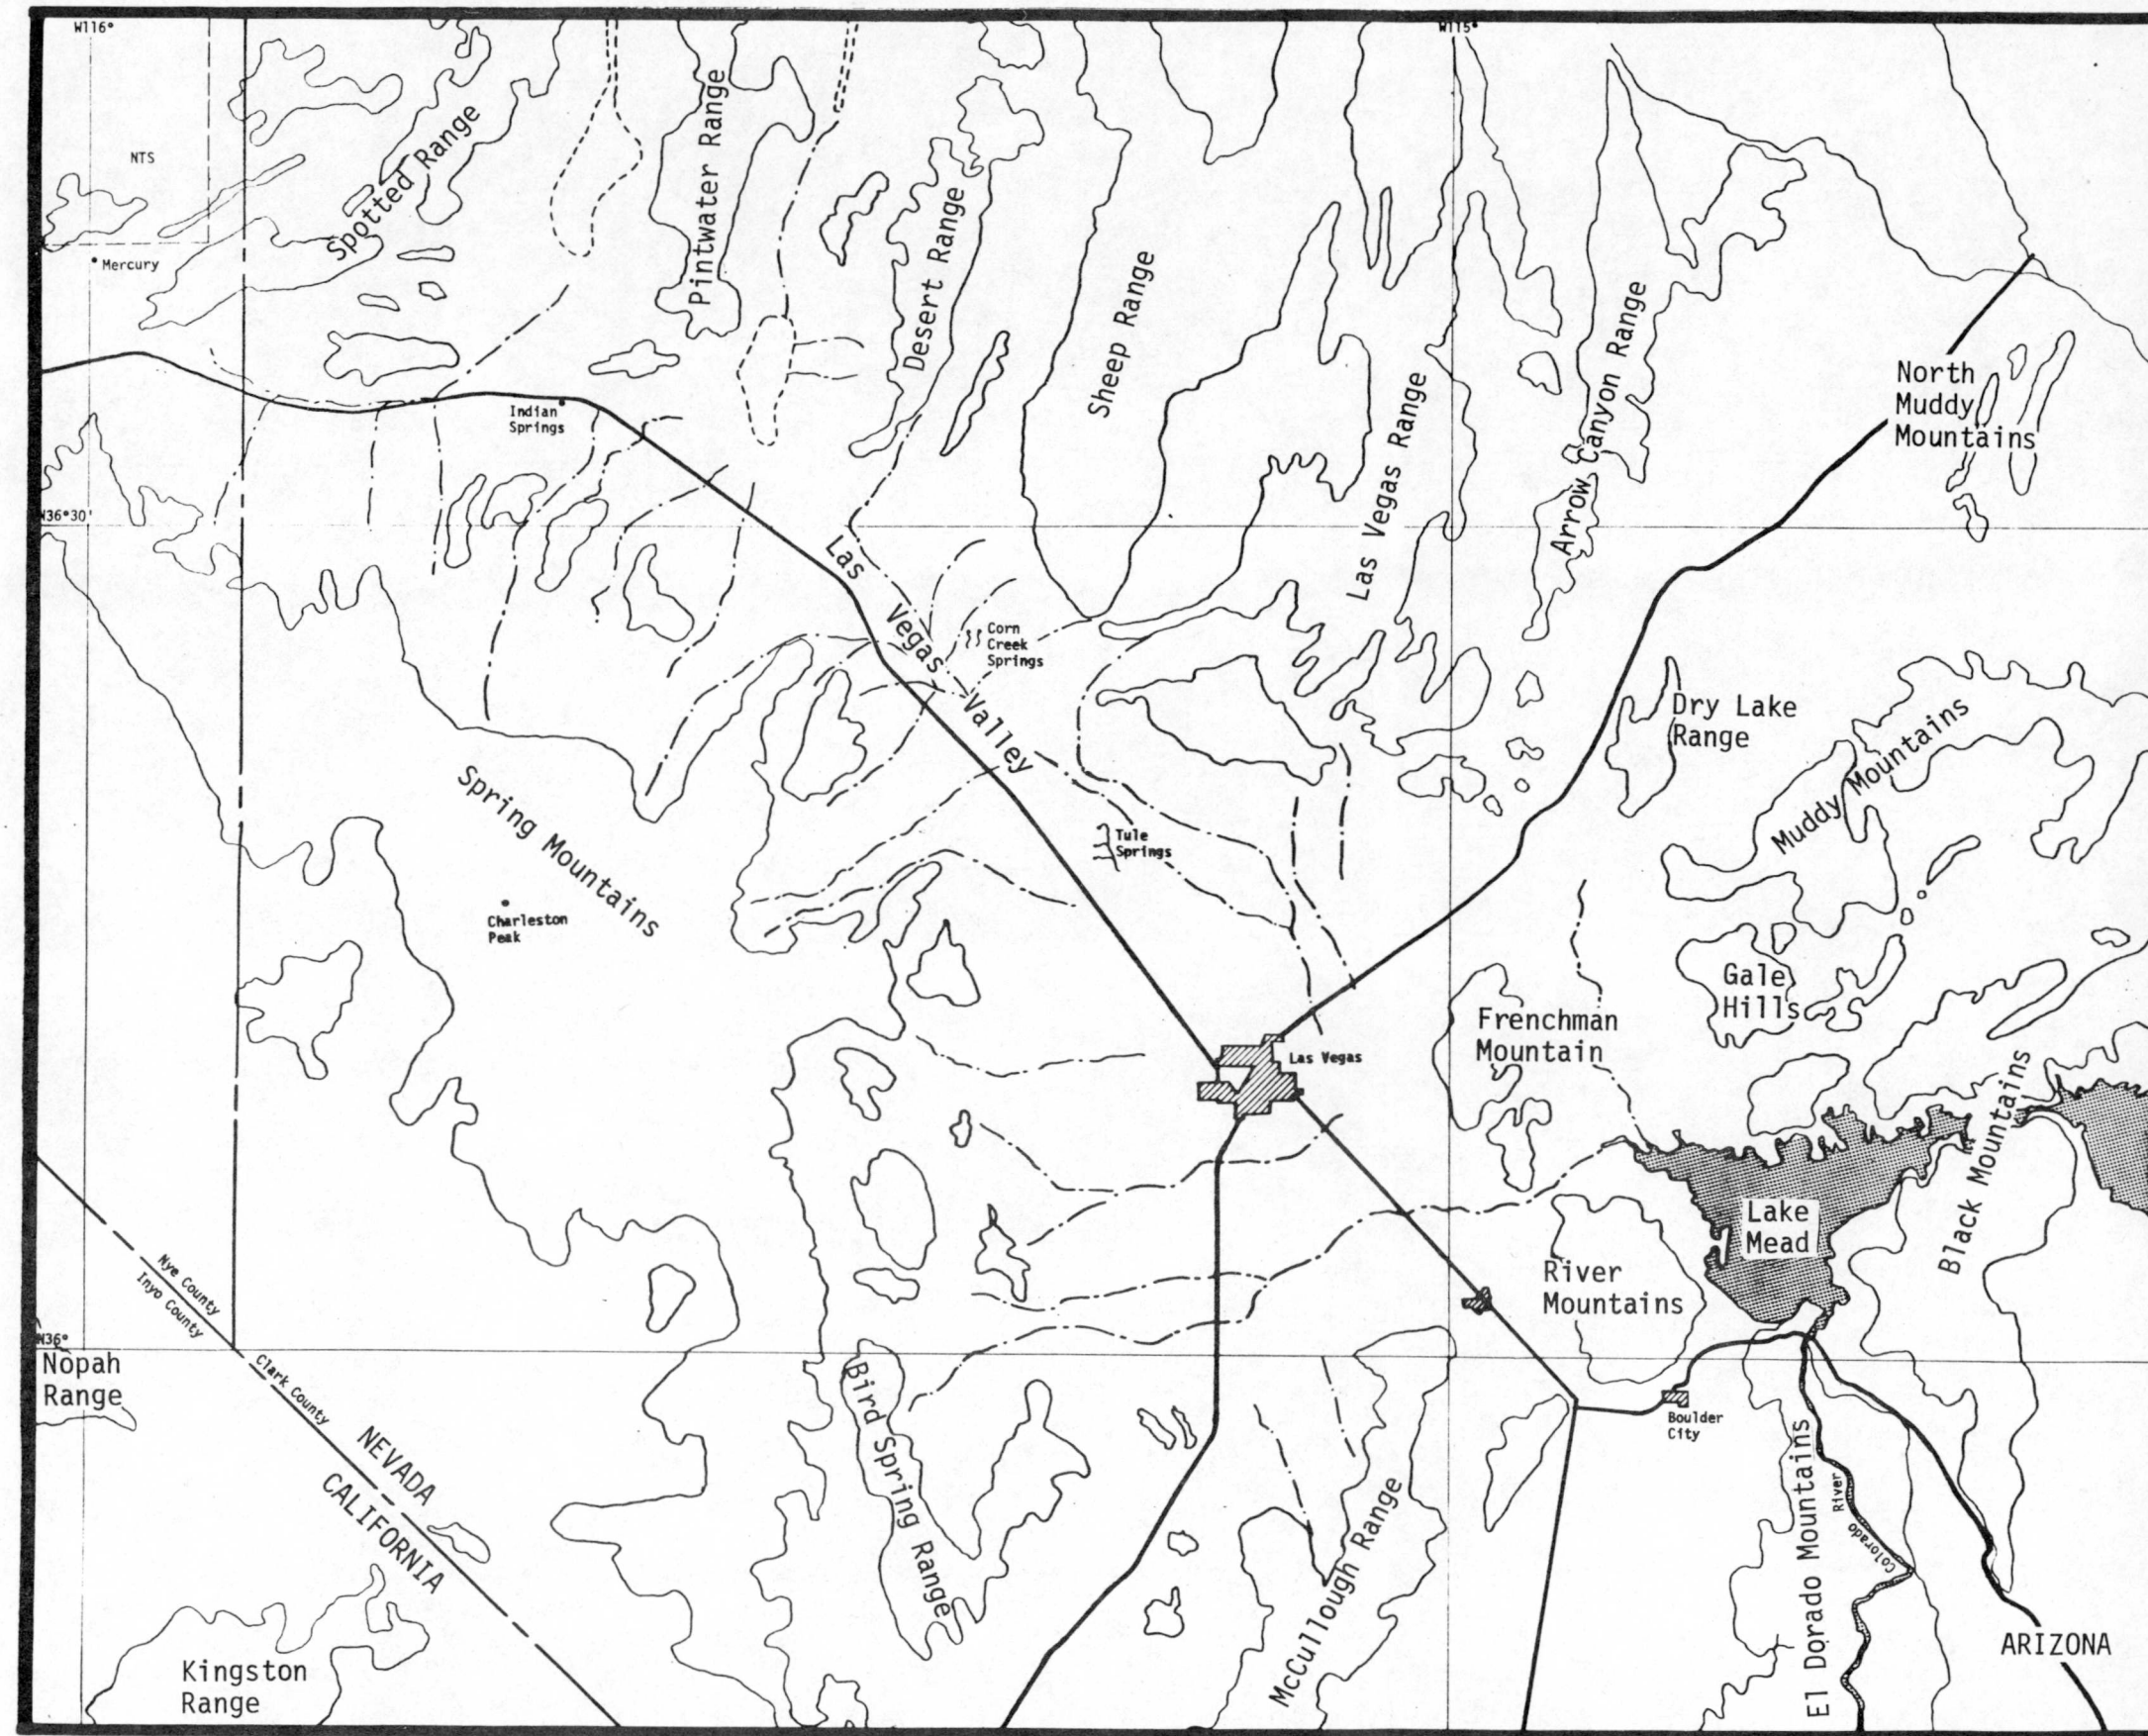 W116°
W115°
NTS
Mercury
Spotted Range
Pintwater Range
Desert Range
Sheep Range
Las Vegas Range
Arrow Canyon Range
North
Muddy
Mountains
Indian
Springs
N36°30
Las Vegas Valley
Corn
Creek
Springs
Dry Lake
Range
Muddy Mountains
Spring Mountains
Tule
Springs
Charleston
Peak
Gale
Hills
Frenchman
Mountain
Las Vegas
Black Mountains
Lake
Mead
River
Mountains
Nye County
Inyo County
N36°
Nopah
Range
Clark County
NEVADA
CALIFORNIA
Bird Spring Range
Boulder
City
McCullough Range
El Dorado Mountains
River
Colorado
ARIZONA
Kingston
Range